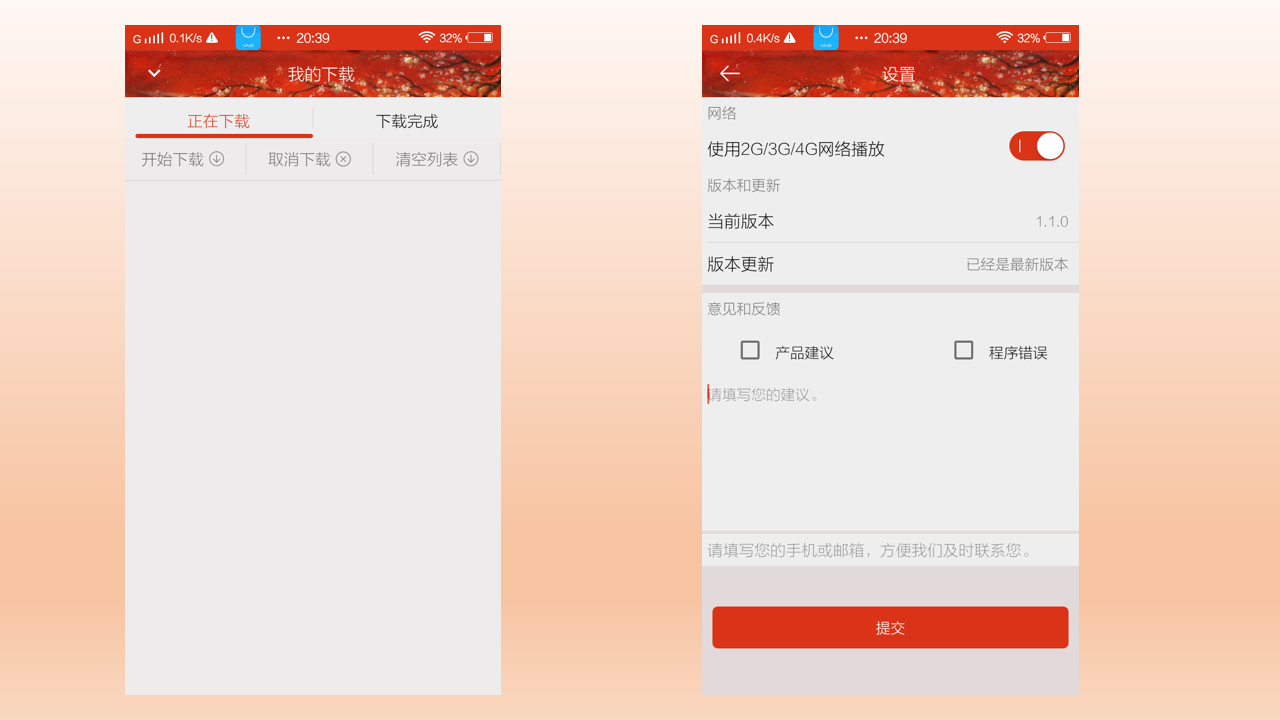 G 0.1K/s vivo ··· 20:39 32%
我的下载
正在下载 下载完成
开始下载 取消下载 清空列表
G 0.4K/s vivo ··· 20:39 32%
设置
网络
使用2G/3G/4G网络播放
版本和更新
当前版本 1.1.0
版本更新 已经是最新版本
意见和反馈
产品建议 程序错误
请填写您的建议。
请填写您的手机或邮箱，方便我们及时联系您。
提交